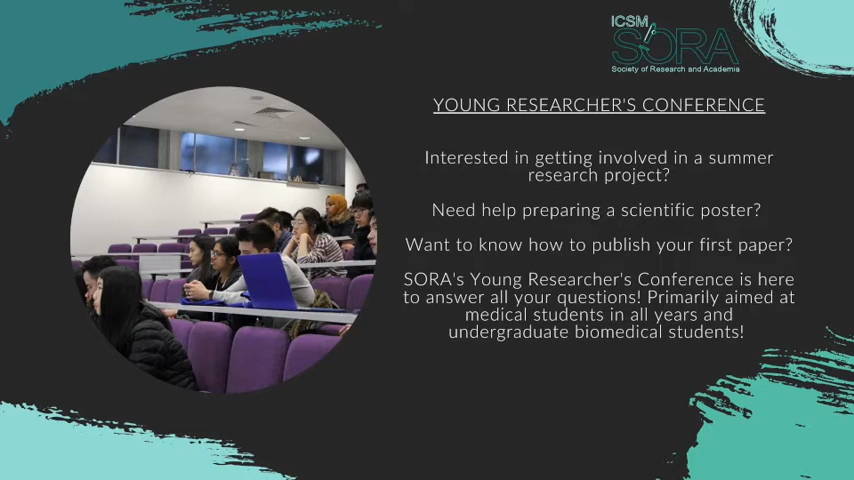 ICSM
SORA
Society of Research and Academia
YOUNG RESEARCHER'S CONFERENCE
Interested in getting involved in a summer
research project?
Need help preparing a scientific poster?
Want to know how to publish your first paper?
SORA's Young Researcher's Conference is here
to answer all your questions! Primarily aimed at
medical students in all years and
undergraduate biomedical students!